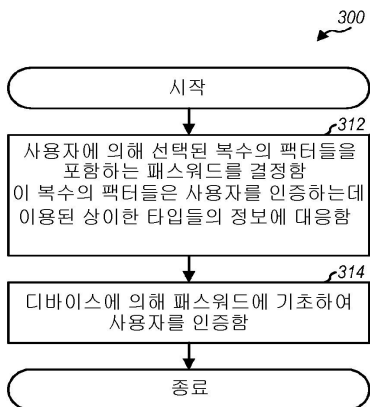 300
시작
312
사용자에 의해 선택된 복수의 팩터들을
포함하는 패스워드를 결정함
이 복수의 팩터들은 사용자를 인증하는데
이용된 상이한 타입들의 정보에 대응함
314
디바이스에 의해 패스워드에 기초하여
사용자를 인증함
종료